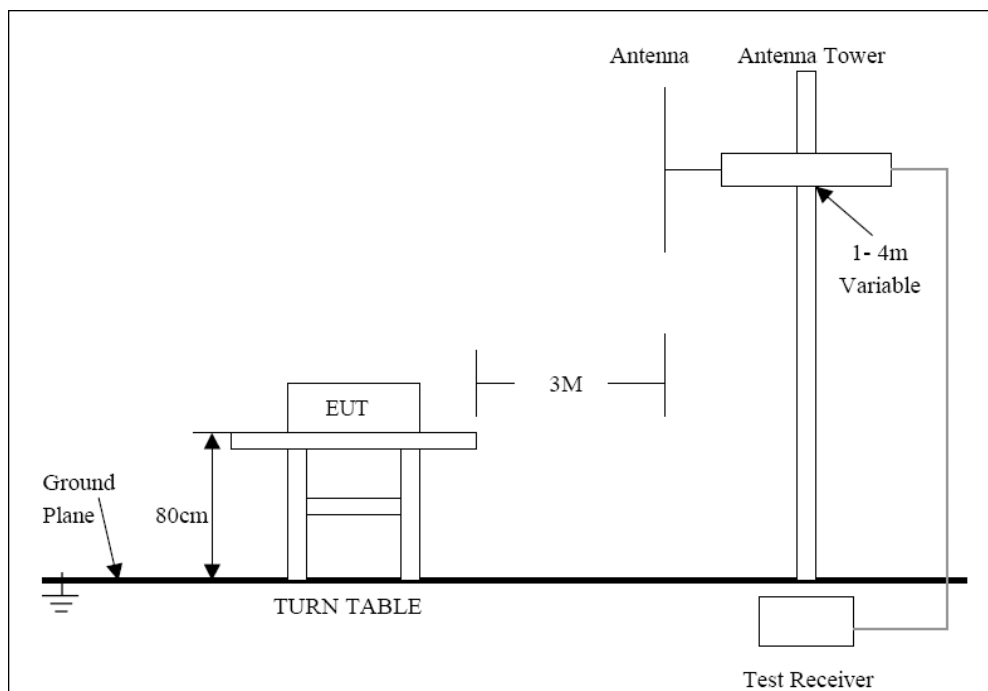 Antenna
Antenna Tower
1- 4m
Variable
3M
EUT
Ground
Plane
80cm
TURN TABLE
Test Receiver